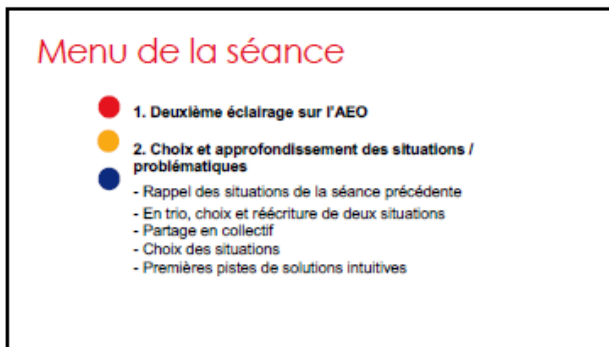 Menu de la séance
1. Deuxième éclairage sur l'AEO
2. Choix et approfondissement des situations /
problématiques
- Rappel des situations de la séance précédente
- En trio, choix et réécriture de deux situations
- Partage en collectif
- Choix des situations
- Premières pistes de solutions intuitives